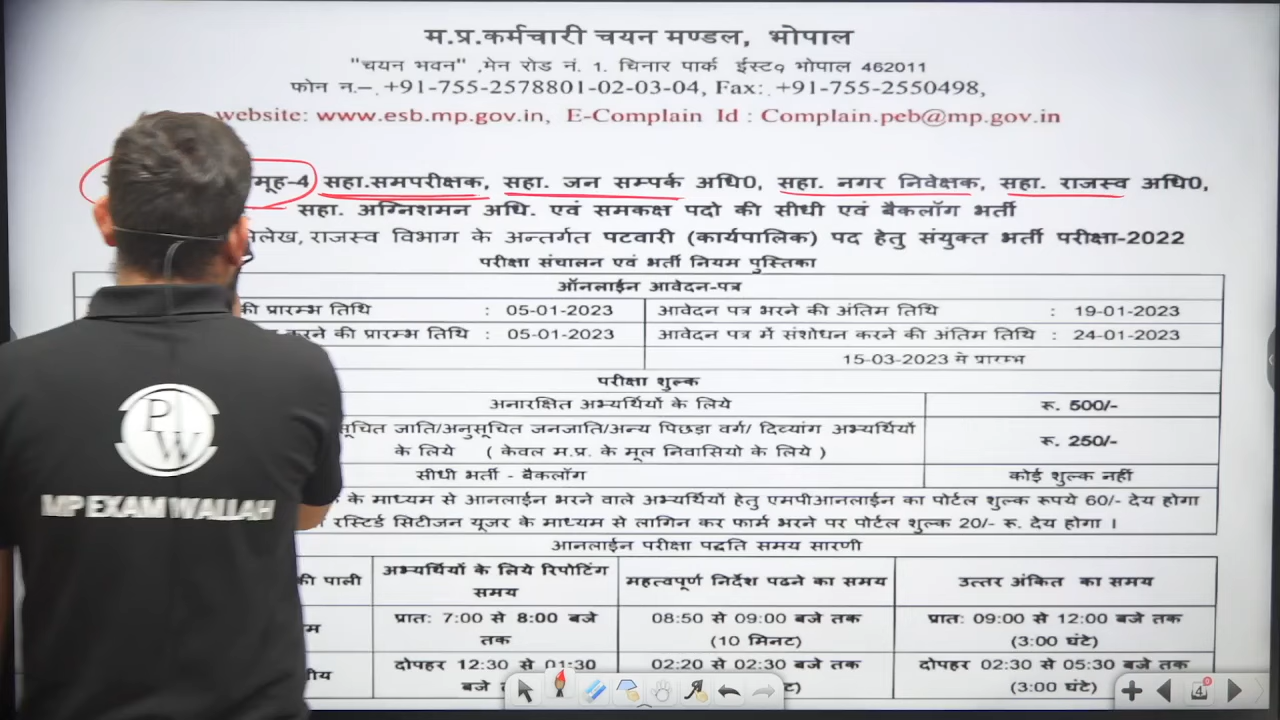 म.प्र.कर्मचारी चयन मण्डल, भोपाल
"चयन भवन" ,मेन रोड नं. 1. चिनार पार्क ईस्ट9 भोपाल 462011
फोन न.– . +91-755-2578801-02-03-04, Fax: . +91-755-2550498,
website: www.esb.mp.gov.in, E-Complain Id : Complain.peb@mp.gov.in
मूह-4 सहा.समपरीक्षक, सहा. जन सम्पर्क अधि0, सहा. नगर निवेक्षक, सहा. राजस्व अधि0,
सहा. अग्निशमन अधि. एवं समकक्ष पदो की सीधी एवं बैकलॉग भर्ती
राजस्व विभाग के अन्तर्गत पटवारी (कार्यपालिक) पद हेतु संयुक्त भर्ती परीक्षा-2022
परीक्षा संचालन एवं भर्ती नियम पुस्तिका
ऑनलाईन आवेदन-पत्र
की प्रारम्भ तिथि : 05-01-2023 आवेदन पत्र भरने की अंतिम तिथि : 19-01-2023
करने की प्रारम्भ तिथि : 05-01-2023 आवेदन पत्र में संशोधन करने की अंतिम तिथि : 24-01-2023
15-03-2023 मे प्रारम्भ
परीक्षा शुल्क
अनारक्षित अभ्यर्थियों के लिये रू. 500/-
सूचित जाति/अनुसूचित जनजाति/अन्य पिछड़ा वर्ग/ दिव्यांग अभ्यर्थियों
के लिये ( केवल म.प्र. के मूल निवासियो के लिये ) रू. 250/-
सीधी भर्ती - बैकलॉग कोई शुल्क नहीं
के माध्यम से आनलाईन भरने वाले अभ्यर्थियों हेतु एमपीआनलाईन का पोर्टल शुल्क रूपये 60/- देय होगा
रस्टिर्ड सिटीजन यूजर के माध्यम से लागिन कर फार्म भरने पर पोर्टल शुल्क 20/- रू. देय होगा ।
आनलाईन परीक्षा पद्धति समय सारणी
की पाली अभ्यर्थियों के लिये रिपोटिंग समय महत्वपूर्ण निर्देश पढने का समय उत्तर अंकित का समय
प्रात: 7:00 से 8:00 बजे तक 08:50 से 09:00 बजे तक (10 मिनट) प्रात: 09:00 से 12:00 बजे तक (3:00 घंटे)
दोपहर 12:30 से 01:30 बजे 02:20 से 02:30 बजे तक दोपहर 02:30 से 05:30 बजे तक (3:00 घंटे)
PW
MP EXAM WALLAH
4